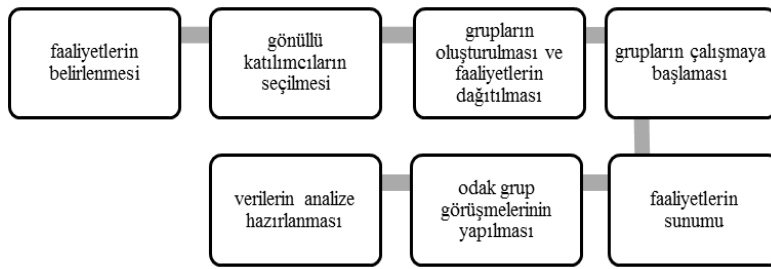 faaliyetlerin
belirlenmesi
gönüllü
katılımcıların
seçilmesi
grupların
oluşturulması ve
faaliyetlerin
dağıtılması
grupların çalışmaya
başlaması
faaliyetlerin
sunumu
odak grup
görüşmelerinin
yapılması
verilerin analize
hazırlanması